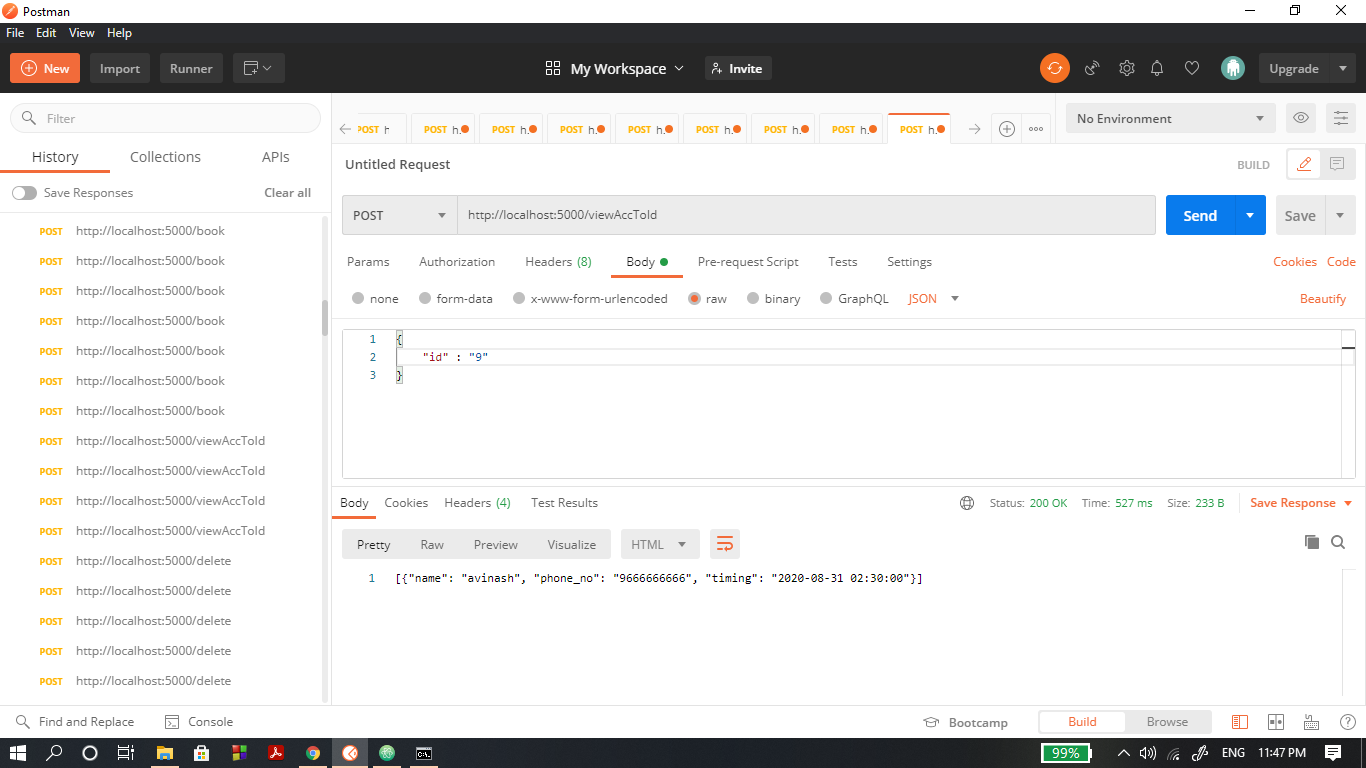 Postman
File Edit View Help
New Import Runner My Workspace Invite Upgrade
Filter
History Collections APIs
Save Responses Clear all
POST http://localhost:5000/book
POST http://localhost:5000/book
POST http://localhost:5000/book
POST http://localhost:5000/book
POST http://localhost:5000/book
POST http://localhost:5000/book
POST http://localhost:5000/book
POST http://localhost:5000/viewAccToId
POST http://localhost:5000/viewAccToId
POST http://localhost:5000/viewAccToId
POST http://localhost:5000/viewAccToId
POST http://localhost:5000/delete
POST http://localhost:5000/delete
POST http://localhost:5000/delete
POST http://localhost:5000/delete
POST http://localhost:5000/delete
POST h POST h. POST h. POST h. POST h. POST h. POST h. POST h. POST h. No Environment
Untitled Request BUILD
POST http://localhost:5000/viewAccToId Send Save
Params Authorization Headers (8) Body Pre-request Script Tests Settings Cookies Code
none form-data x-www-form-urlencoded raw binary GraphQL JSON Beautify
1 {
2 "id" : "9"
3 }
Body Cookies Headers (4) Test Results Status: 200 OK Time: 527 ms Size: 233 B Save Response
Pretty Raw Preview Visualize HTML
1 [{"name": "avinash", "phone_no": "9666666666", "timing": "2020-08-31 02:30:00"}]
Find and Replace Console Bootcamp Build Browse
99% ENG 11:47 PM